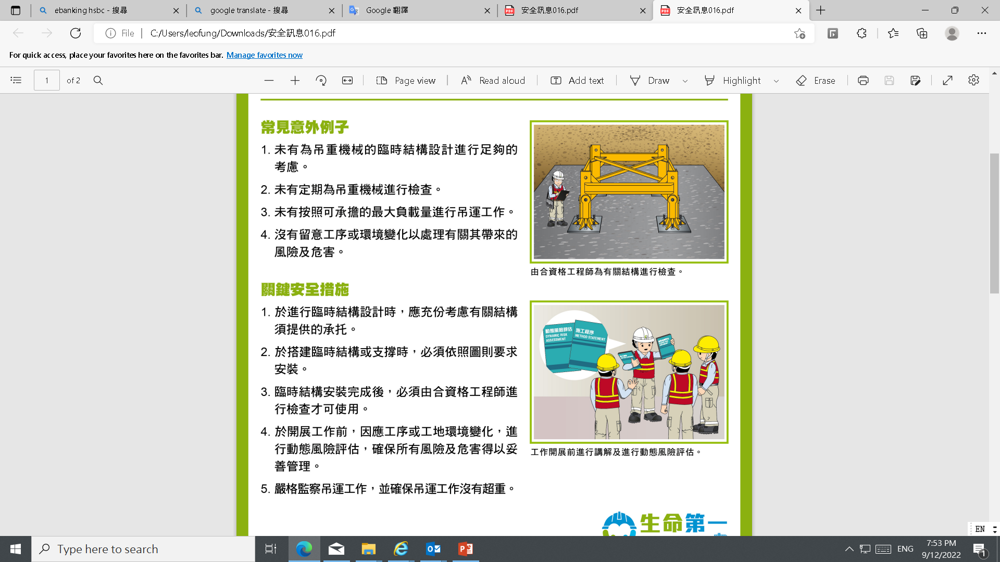 ebanking hsbc - 搜尋
google translate - 搜尋
Google 翻譯
安全訊息016.pdf
安全訊息016.pdf
File
C:/Users/leofung/Downloads/安全訊息016.pdf
For quick access, place your favorites here on the favorites bar. Manage favorites now
1 of 2
Page view
Read aloud
Add text
Draw
Highlight
Erase
常見意外例子
1. 未有為吊重機械的臨時結構設計進行足夠的
考慮。
2. 未有定期為吊重機械進行檢查。
3. 未有按照可承擔的最大負載量進行吊運工作。
4. 沒有留意工序或環境變化以處理有關其帶來的
風險及危害。
由合資格工程師為有關結構進行檢查。
關鍵安全措施
1. 於進行臨時結構設計時，應充份考慮有關結構
須提供的承托。
2. 於搭建臨時結構或支撐時，必須依照圖則要求
安裝。
3. 臨時結構安裝完成後，必須由合資格工程師進
行檢查才可使用。
4. 於開展工作前，因應工序或工地環境變化，進
行動態風險評估，確保所有風險及危害得以妥
善管理。
5. 嚴格監察吊運工作，並確保吊運工作沒有超重。
動態風險評估
DYNAMIC RISK
ASSESSMENT
施工程序
METHOD STATEMENT
工作開展前進行講解及進行動態風險評估。
生命第一
EN
Type here to search
ENG
7:53 PM
9/12/2022
1